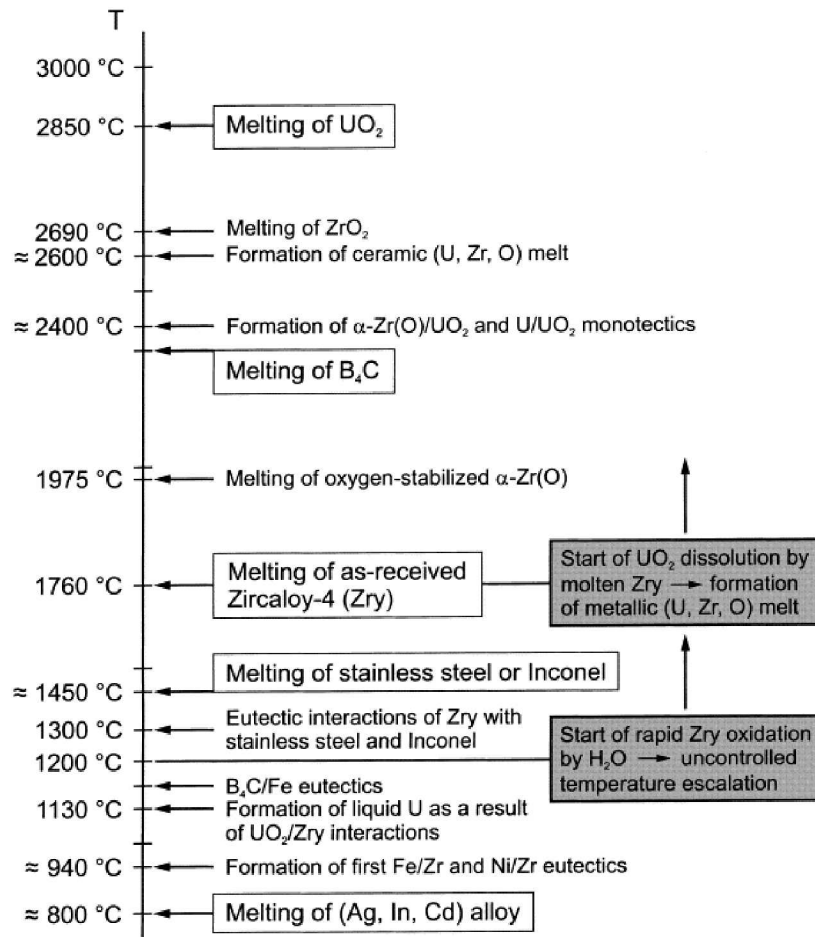 T
3000 °C
2850 °C
Melting of UO₂
2690 °C
Melting of ZrO₂
≈ 2600 °C
Formation of ceramic (U, Zr, O) melt
≈ 2400 °C
Formation of α-Zr(O)/UO₂ and U/UO₂ monotectics
Melting of B₄C
1975 °C
Melting of oxygen-stabilized α-Zr(O)
1760 °C
Melting of as-received
Zircaloy-4 (Zry)
Start of UO₂ dissolution by
molten Zry → formation
of metallic (U, Zr, O) melt
Melting of stainless steel or Inconel
≈ 1450 °C
1300 °C
Eutectic interactions of Zry with
stainless steel and Inconel
1200 °C
Start of rapid Zry oxidation
by H₂O → uncontrolled
temperature escalation
B₄C/Fe eutectics
1130 °C
Formation of liquid U as a result
of UO₂/Zry interactions
≈ 940 °C
Formation of first Fe/Zr and Ni/Zr eutectics
≈ 800 °C
Melting of (Ag, In, Cd) alloy